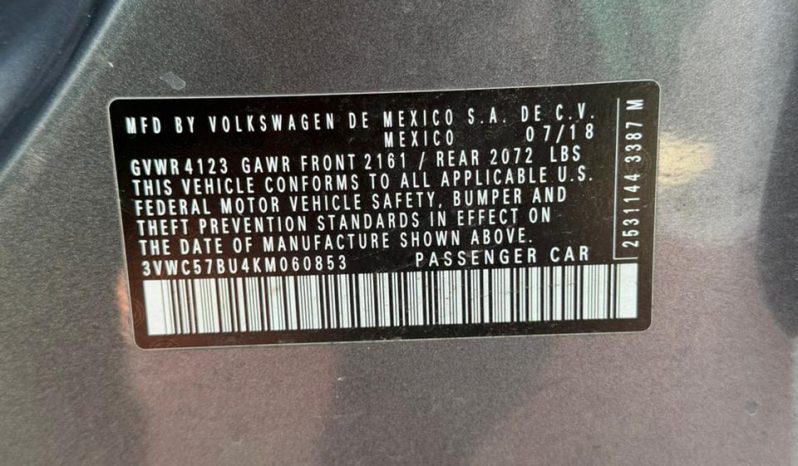 MFD BY VOLKSWAGEN DE MEXICO S.A. DE C.V.
MEXICO 07/18
GVWR 4123 GAWR FRONT 2161 / REAR 2072 LBS
THIS VEHICLE CONFORMS TO ALL APPLICABLE U.S.
FEDERAL MOTOR VEHICLE SAFETY, BUMPER AND
THEFT PREVENTION STANDARDS IN EFFECT ON
THE DATE OF MANUFACTURE SHOWN ABOVE.
3VWC57BU4KM060853 PASSENGER CAR
2531144 3387 M